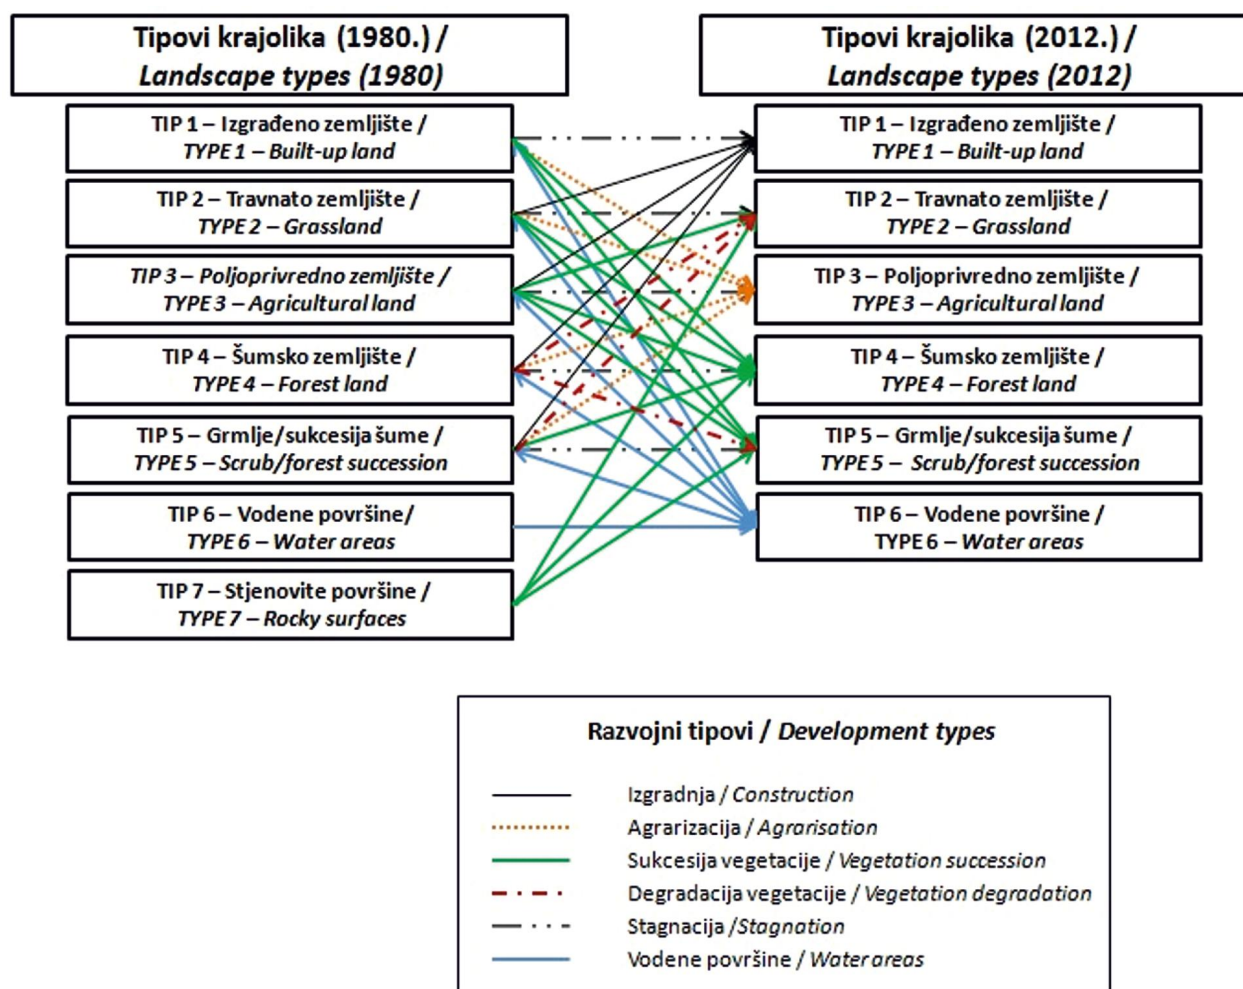 Tipovi krajolika (1980.) /
Landscape types (1980)
Tipovi krajolika (2012.) /
Landscape types (2012)
TIP 1 – Izgrađeno zemljište /
TYPE 1 – Built-up land
TIP 2 – Travnato zemljište /
TYPE 2 – Grassland
TIP 3 – Poljoprivredno zemljište /
TYPE 3 – Agricultural land
TIP 4 – Šumsko zemljište /
TYPE 4 – Forest land
TIP 5 – Grmlje/sukcesija šume /
TYPE 5 – Scrub/forest succession
TIP 6 – Vodene površine/
TYPE 6 – Water areas
TIP 7 – Stjenovite površine /
TYPE 7 – Rocky surfaces
TIP 1 – Izgrađeno zemljište /
TYPE 1 – Built-up land
TIP 2 – Travnato zemljište /
TYPE 2 – Grassland
TIP 3 – Poljoprivredno zemljište /
TYPE 3 – Agricultural land
TIP 4 – Šumsko zemljište /
TYPE 4 – Forest land
TIP 5 – Grmlje/sukcesija šume /
TYPE 5 – Scrub/forest succession
TIP 6 – Vodene površine /
TYPE 6 – Water areas
Razvojni tipovi / Development types
Izgradnja / Construction
Agrarizacija / Agrarisation
Sukcesija vegetacije / Vegetation succession
Degradacija vegetacije / Vegetation degradation
Stagnacija /Stagnation
Vodene površine / Water areas